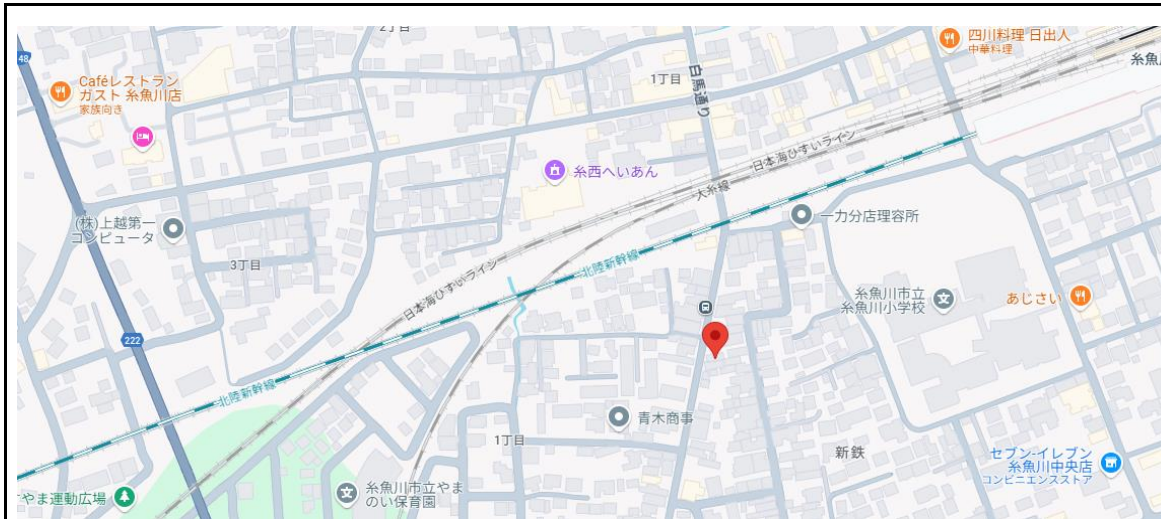 2丁目
48
Caféレストラン
ガスト 糸魚川店
家族向き
1丁目
白馬通り
四川料理 日出人
中華料理
糸魚川
日本海ひすいライン
糸西へいあん
大糸線
一力分店理容所
(株)上越第一
コンピュータ
3丁目
日本海ひすいライン
北陸新幹線
糸魚川市立
糸魚川小学校
あじさい
222
北陸新幹線
青木商事
1丁目
新鉄
セブン-イレブン
糸魚川中央店
コンビニエンスストア
やま運動広場
糸魚川市立やま
のい保育園